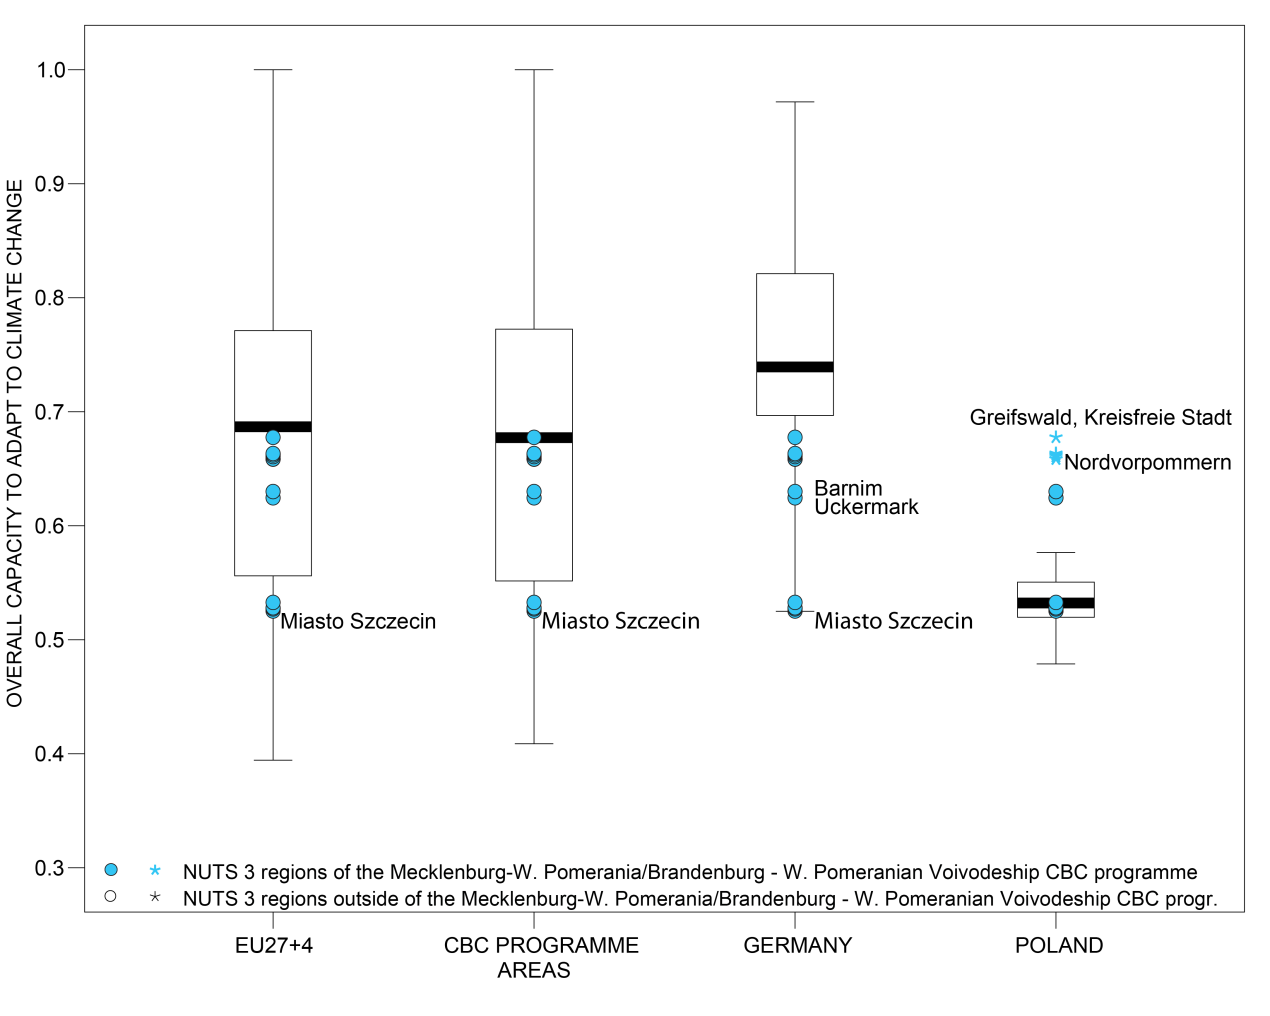 OVERALL CAPACITY TO ADAPT TO CLIMATE CHANGE
1.0
0.9
0.8
0.7
0.6
0.5
0.4
0.3
Miasto Szczecin
Miasto Szczecin
Barnim
Uckermark
Miasto Szczecin
Greifswald, Kreisfreie Stadt
Nordvorpommern
NUTS 3 regions of the Mecklenburg-W. Pomerania/Brandenburg - W. Pomeranian Voivodeship CBC programme
NUTS 3 regions outside of the Mecklenburg-W. Pomerania/Brandenburg - W. Pomeranian Voivodeship CBC progr.
EU27+4
CBC PROGRAMME
AREAS
GERMANY
POLAND